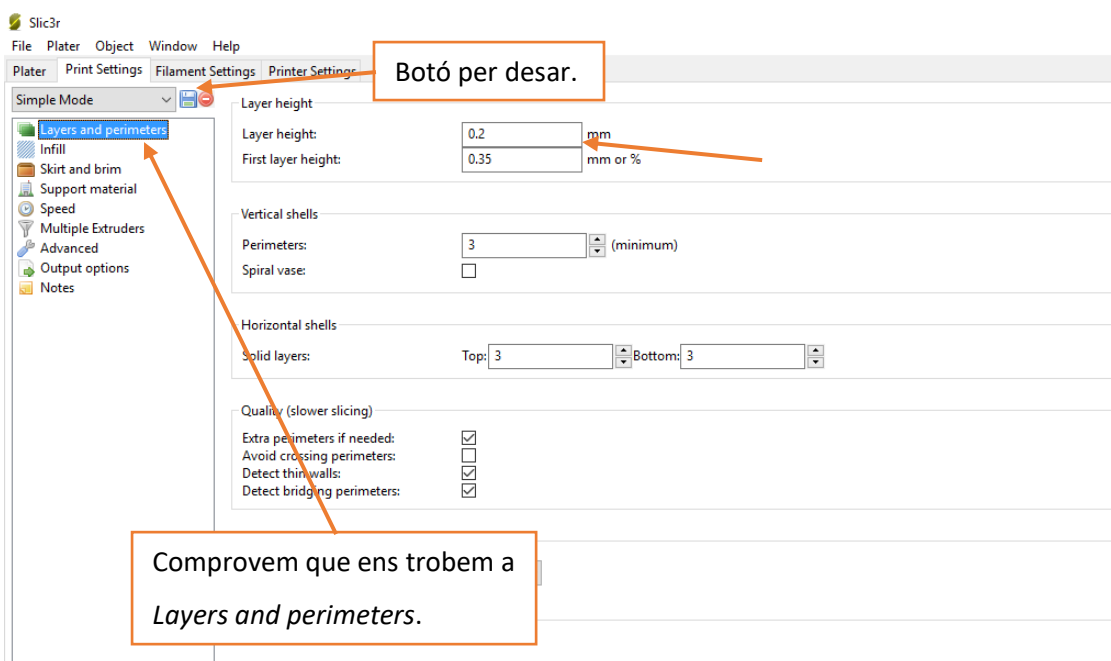 Slic3r
File Plater Object Window Help
Plater Print Settings Filament Settings Printer Settings
Botó per desar.
Simple Mode
Layers and perimeters
Infill
Skirt and brim
Support material
Speed
Multiple Extruders
Advanced
Output options
Notes
Layer height
Layer height: 0.2 mm
First layer height: 0.35 mm or %
Vertical shells
Perimeters: 3 (minimum)
Spiral vase:
Horizontal shells
Solid layers: Top: 3 Bottom: 3
Quality (slower slicing)
Extra perimeters if needed:
Avoid crossing perimeters:
Detect thin walls:
Detect bridging perimeters:
Comprovem que ens trobem a
Layers and perimeters.